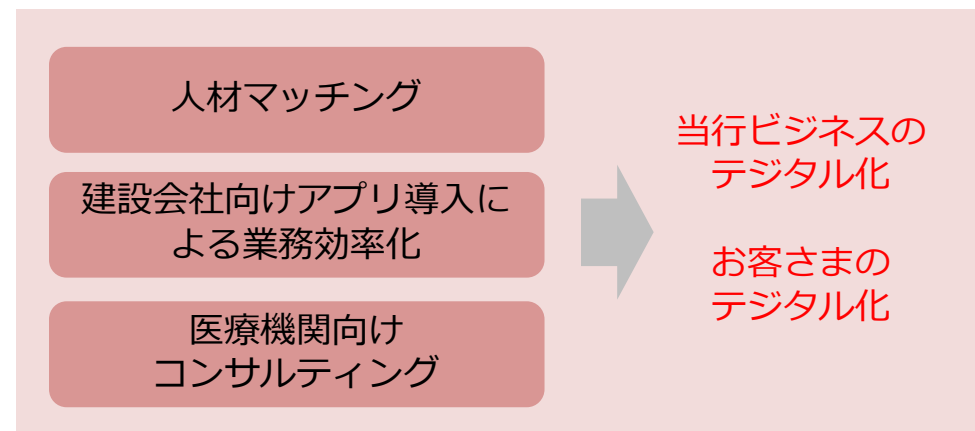 人材マッチング
建設会社向けアプリ導入に
よる業務効率化
医療機関向け
コンサルティング
当行ビジネスの
テジタル化
お客さまの
テジタル化